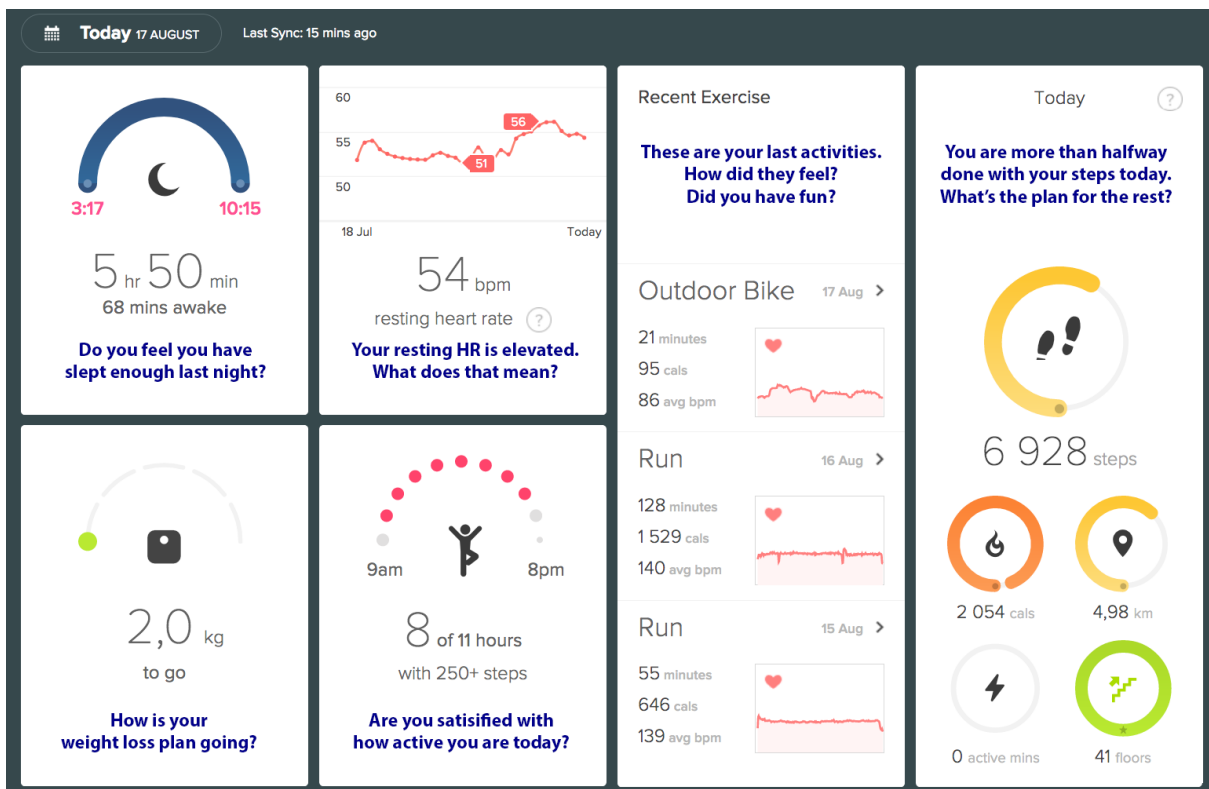 Today 17 AUGUST
Last Sync: 15 mins ago
3:17 10:15
5 hr 50 min
68 mins awake
Do you feel you have
slept enough last night?
60
55
50
56
51
18 Jul Today
54 bpm
resting heart rate ?
Your resting HR is elevated.
What does that mean?
2,0 kg
to go
How is your
weight loss plan going?
9am 8pm
8 of 11 hours
with 250+ steps
Are you satisified with
how active you are today?
Recent Exercise
These are your last activities.
How did they feel?
Did you have fun?
Outdoor Bike 17 Aug >
21 minutes
95 cals
86 avg bpm
Run 16 Aug >
128 minutes
1 529 cals
140 avg bpm
Run 15 Aug >
55 minutes
646 cals
139 avg bpm
Today ?
You are more than halfway
done with your steps today.
What's the plan for the rest?
6 928 steps
2 054 cals 4,98 km
0 active mins 41 floors